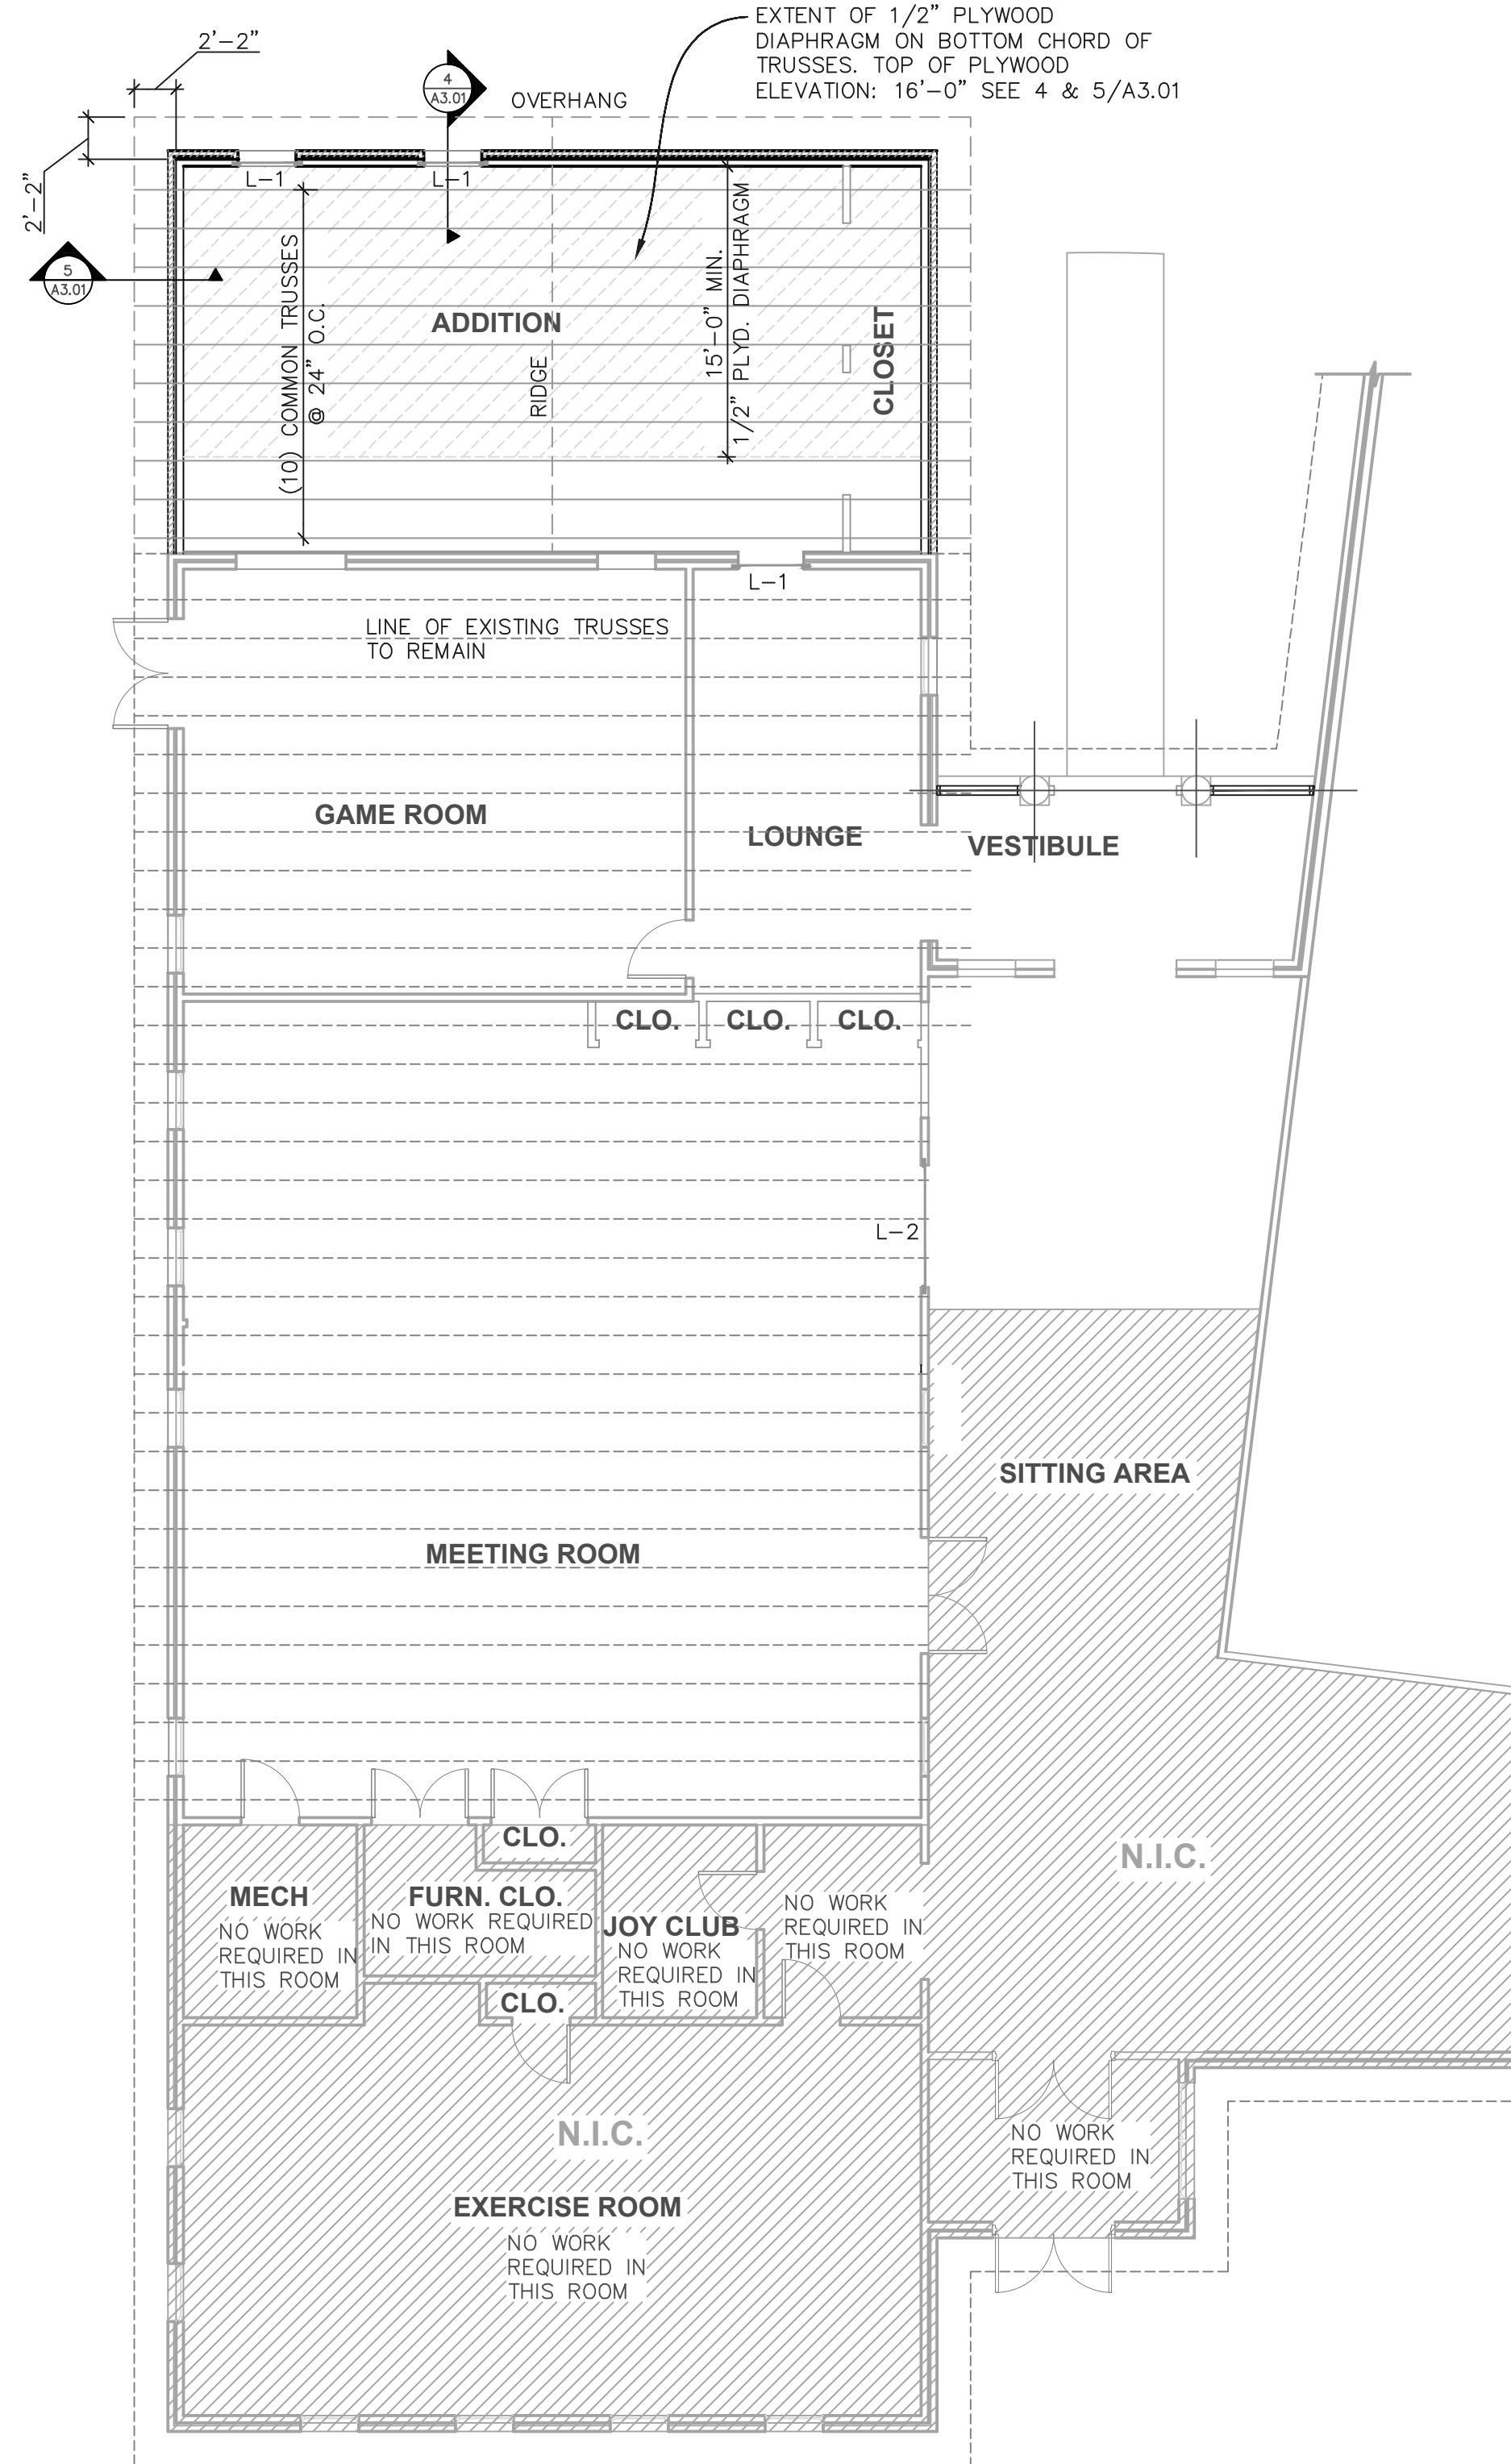 EXTENT OF 1/2" PLYWOOD
DIAPHRAGM ON BOTTOM CHORD OF
TRUSSES. TOP OF PLYWOOD
ELEVATION: 16'-0" SEE 4 & 5/A3.01
2'-2"
4
A3.01
OVERHANG
2'-2"
L-1
L-1
5
A3.01
(10) COMMON TRUSSES
@ 24" O.C.
ADDITION
RIDGE
15'-0" MIN.
1/2" PLYD. DIAPHRAGM
CLOSET
L-1
LINE OF EXISTING TRUSSES
TO REMAIN
GAME ROOM
LOUNGE
VESTIBULE
CLO.
CLO.
CLO.
L-2
SITTING AREA
MEETING ROOM
CLO.
N.I.C.
MECH
NO WORK
REQUIRED IN
THIS ROOM
FURN. CLO.
NO WORK REQUIRED
IN THIS ROOM
JOY CLUB
NO WORK
REQUIRED IN
THIS ROOM
NO WORK
REQUIRED IN
THIS ROOM
CLO.
N.I.C.
EXERCISE ROOM
NO WORK
REQUIRED IN
THIS ROOM
NO WORK
REQUIRED IN
THIS ROOM